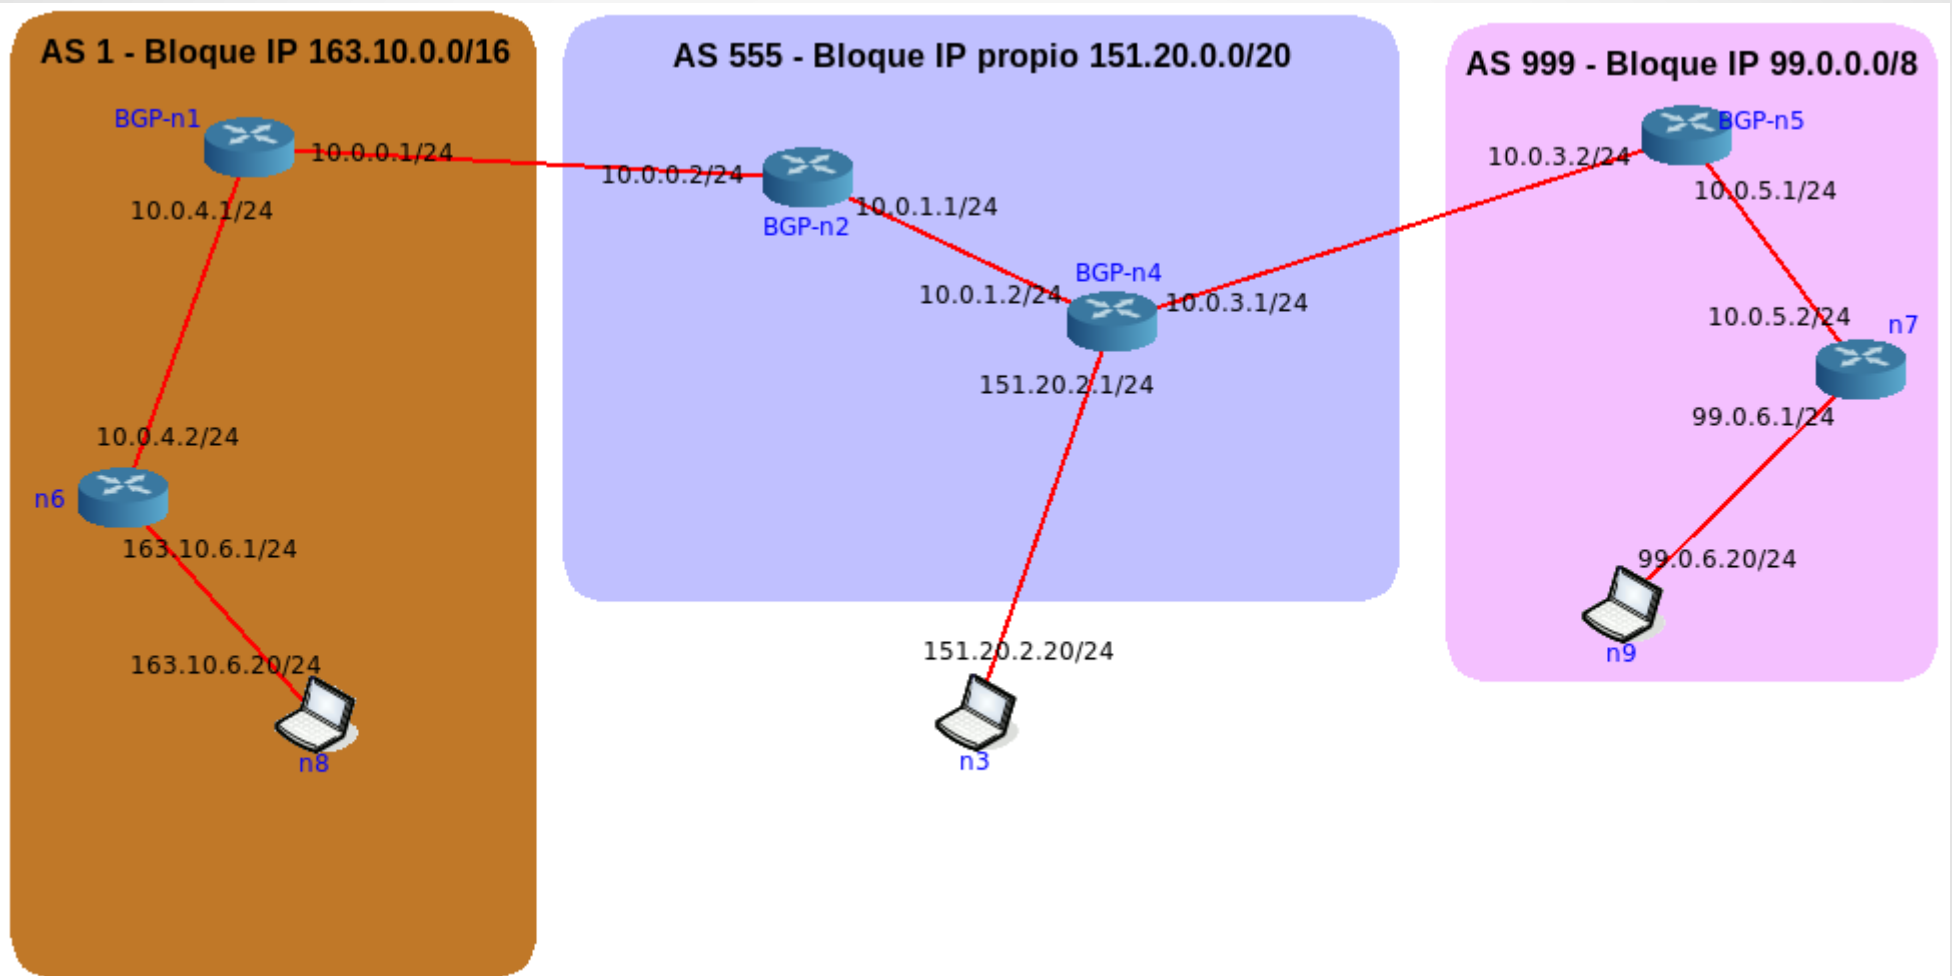 AS 1 - Bloque IP 163.10.0.0/16
BGP-n1
10.0.0.1/24
10.0.4.1/24
10.0.4.2/24
n6
163.10.6.1/24
163.10.6.20/24
n8
AS 555 - Bloque IP propio 151.20.0.0/20
10.0.0.2/24
10.0.1.1/24
BGP-n2
BGP-n4
10.0.1.2/24
10.0.3.1/24
151.20.2.1/24
151.20.2.20/24
n3
AS 999 - Bloque IP 99.0.0.0/8
BGP-n5
10.0.3.2/24
10.0.5.1/24
10.0.5.2/24
n7
99.0.6.1/24
99.0.6.20/24
n9